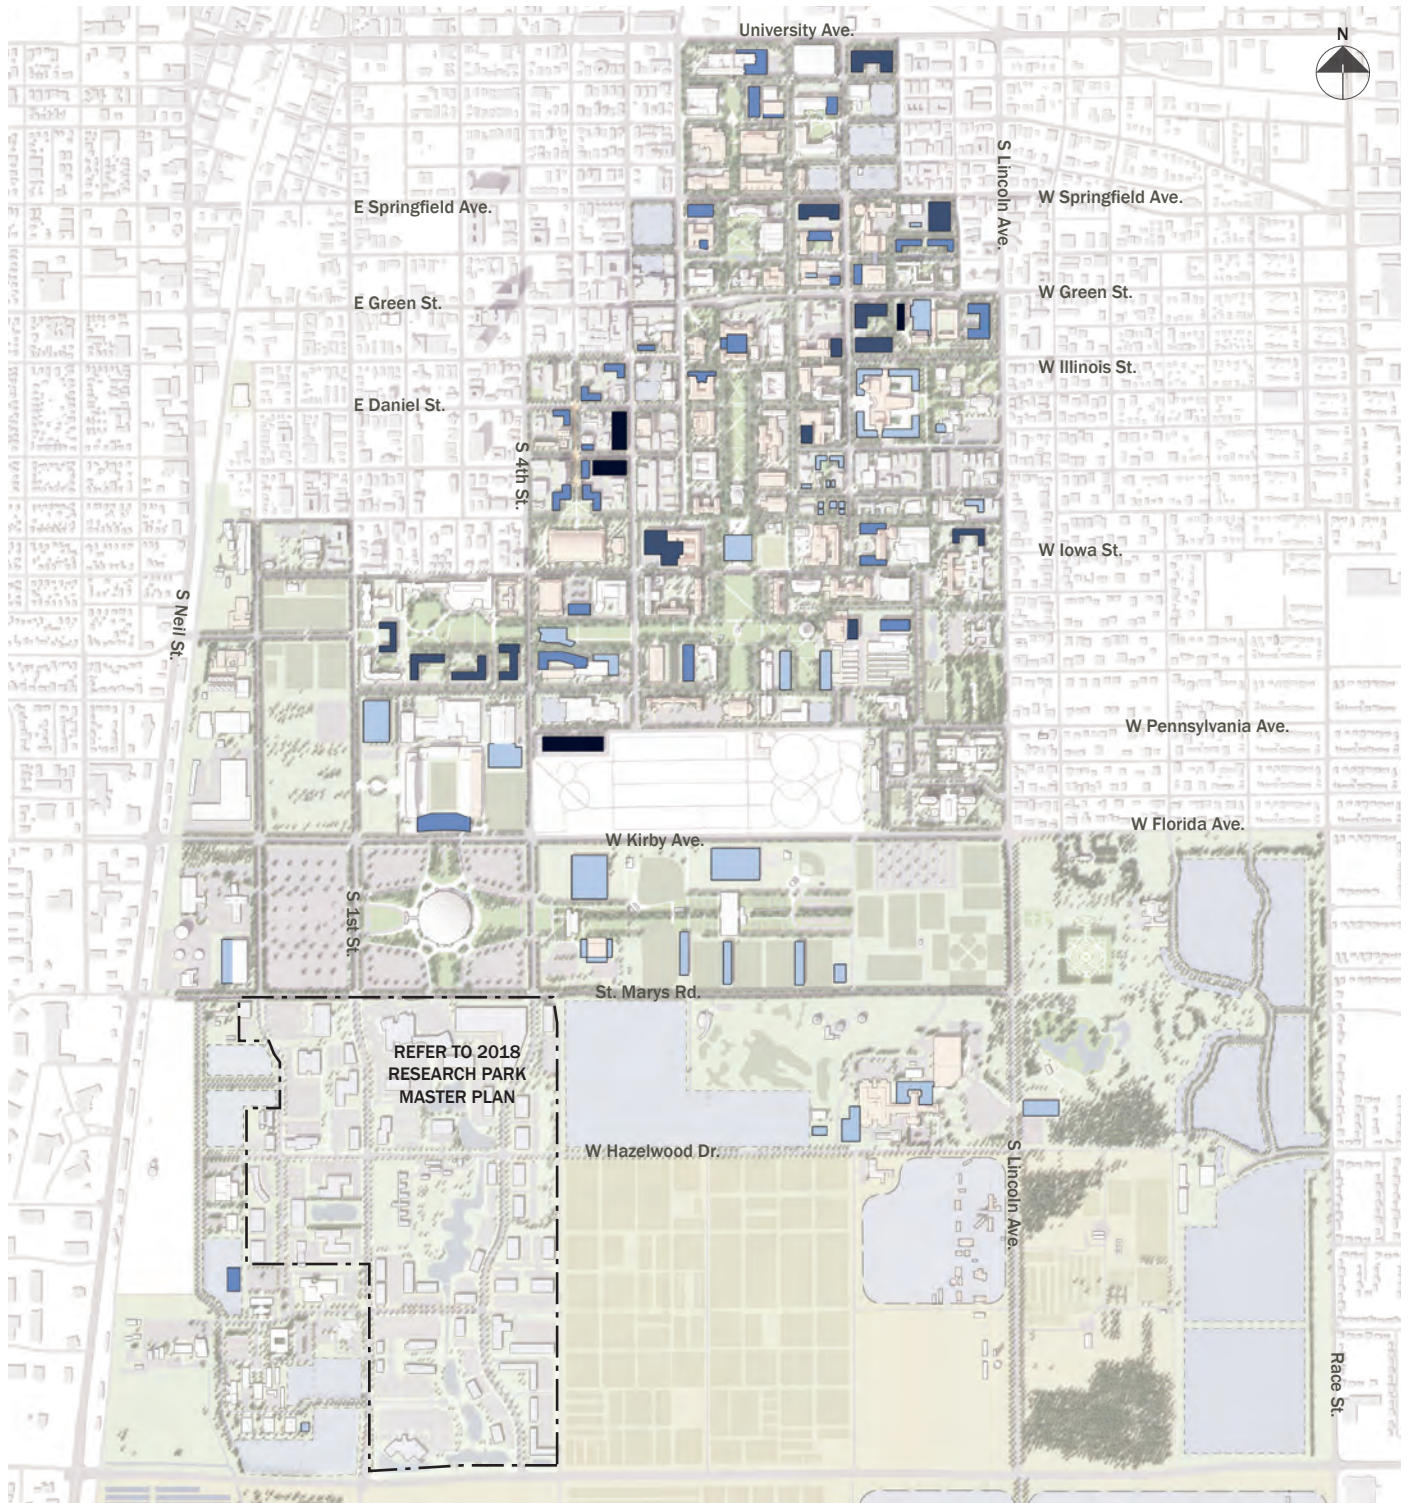 University Ave.
N
S Lincoln Ave.
W Springfield Ave.
E Springfield Ave.
W Green St.
E Green St.
W Illinois St.
E Daniel St.
S 4th St.
W Iowa St.
S Neil St.
W Pennsylvania Ave.
W Florida Ave.
W Kirby Ave.
S 1st St.
St. Marys Rd.
REFER TO 2018
RESEARCH PARK
MASTER PLAN
W Hazelwood Dr.
S Lincoln Ave.
Race St.